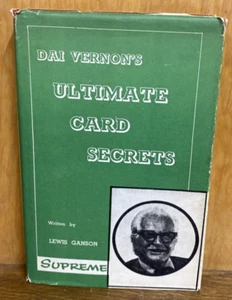 DAI VERNON'S
ULTIMATE
CARD
SECRETS
Written by
LEWIS GANSON
SUPREME